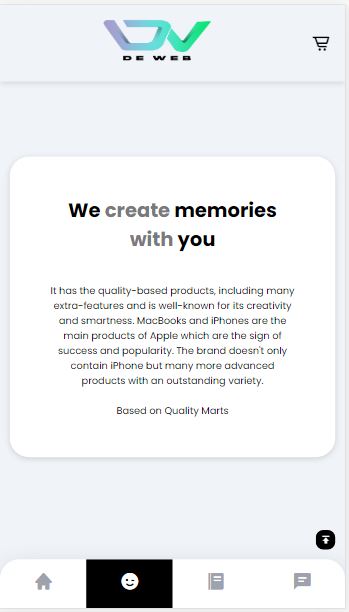 DE WEB
We create memories
with you
It has the quality-based products, including many
extra-features and is well-known for its creativity
and smartness. MacBooks and iPhones are the
main products of Apple which are the sign of
success and popularity. The brand doesn't only
contain iPhone but many more advanced
products with an outstanding variety.
Based on Quality Marts